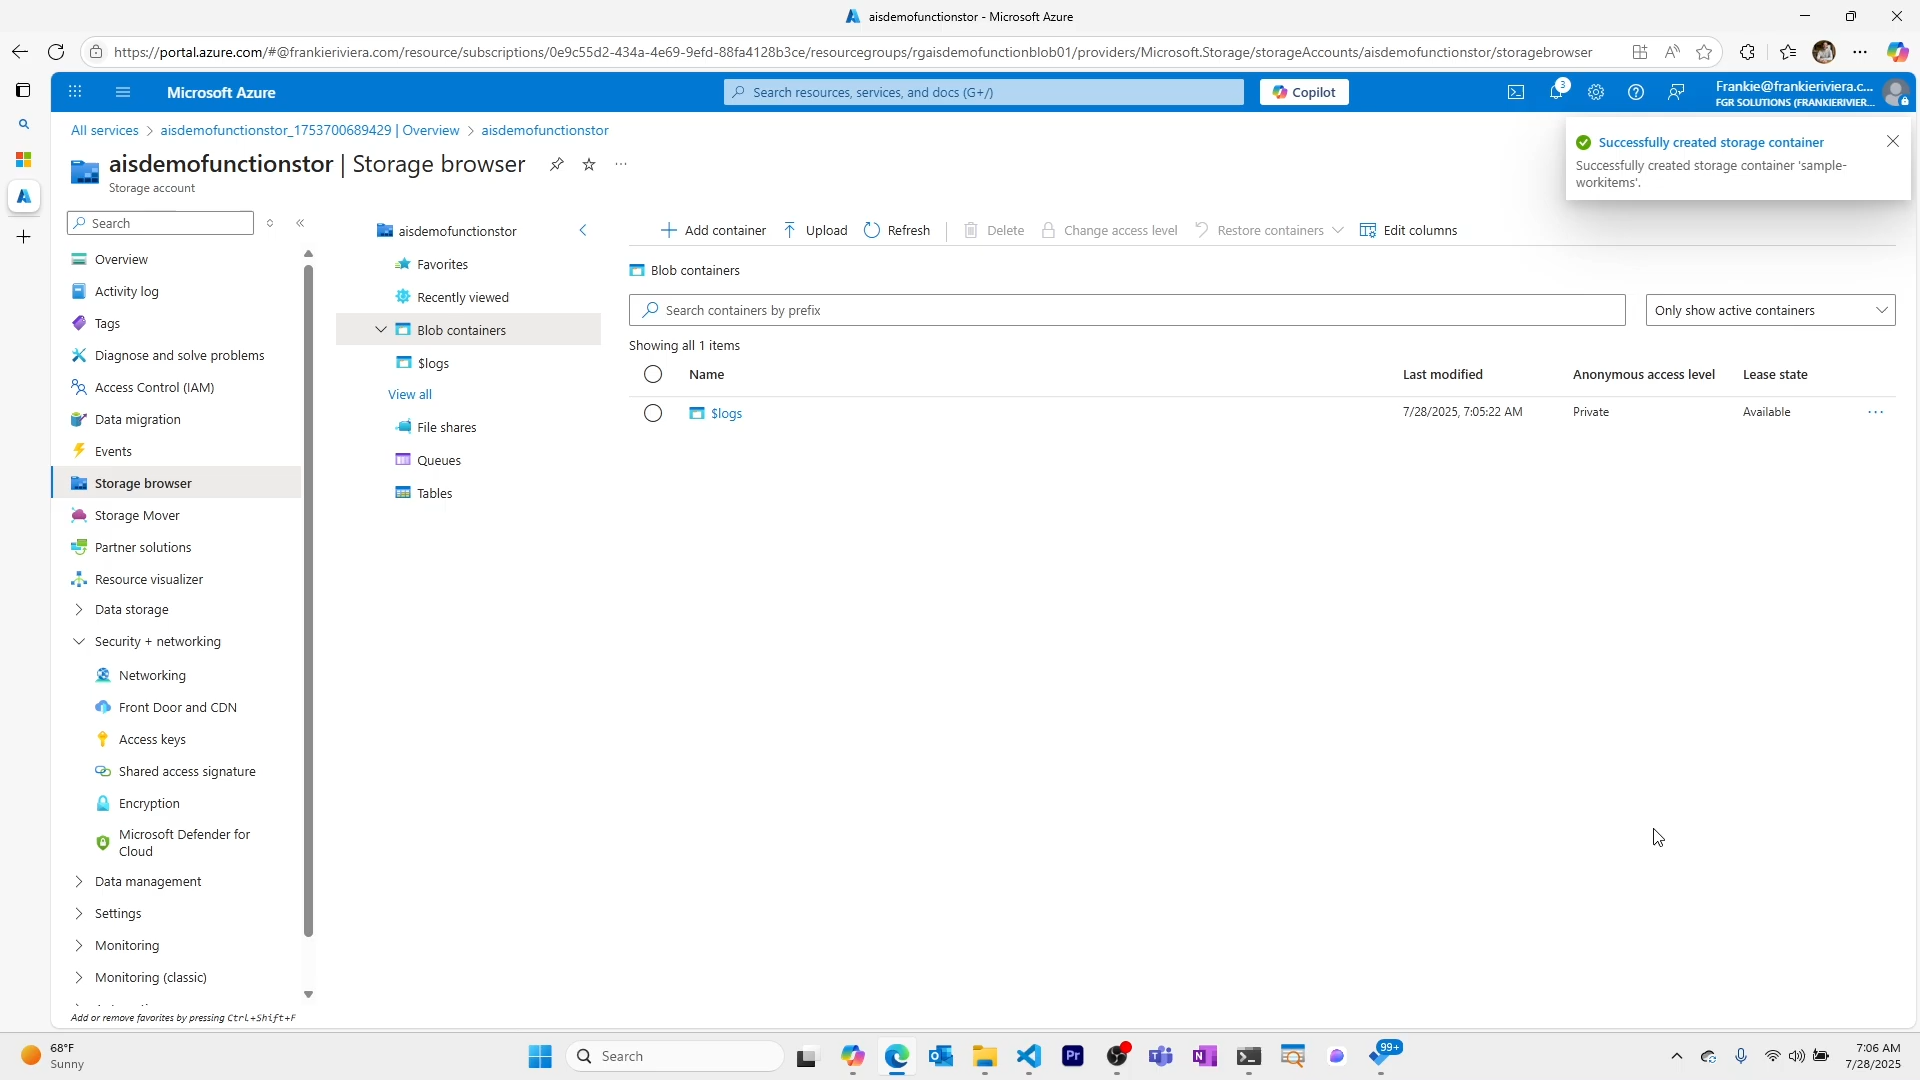 aisdemofunctionstor - Microsoft Azure
https://portal.azure.com/#@frankieriviera.com/resource/subscriptions/0e9c55d2-434a-4e69-9efd-88fa4128b3ce/resourcegroups/rgaisdemofunctionblob01/providers/Microsoft.Storage/storageAccounts/aisdemofunctionstor/storagebrowser
Microsoft Azure
Search resources, services, and docs (G+/)
Copilot
3
Frankie@frankieriviera.c...
FGR SOLUTIONS (FRANKIERIVIER...
All services > aisdemofunctionstor_1753700689429 | Overview > aisdemofunctionstor
aisdemofunctionstor | Storage browser
Storage account
Successfully created storage container
Successfully created storage container 'sample-
workitems'.
Search
Overview
Activity log
Tags
Diagnose and solve problems
Access Control (IAM)
Data migration
Events
Storage browser
Storage Mover
Partner solutions
Resource visualizer
Data storage
Security + networking
Networking
Front Door and CDN
Access keys
Shared access signature
Encryption
Microsoft Defender for
Cloud
Data management
Settings
Monitoring
Monitoring (classic)
Add or remove favorites by pressing Ctrl+Shift+F
aisdemofunctionstor
Favorites
Recently viewed
Blob containers
$logs
View all
File shares
Queues
Tables
Add container Upload Refresh Delete Change access level Restore containers Edit columns
Blob containers
Search containers by prefix
Only show active containers
Showing all 1 items
Name Last modified Anonymous access level Lease state
$logs 7/28/2025, 7:05:22 AM Private Available
68°F
Sunny
Search
99+
7:06 AM
7/28/2025